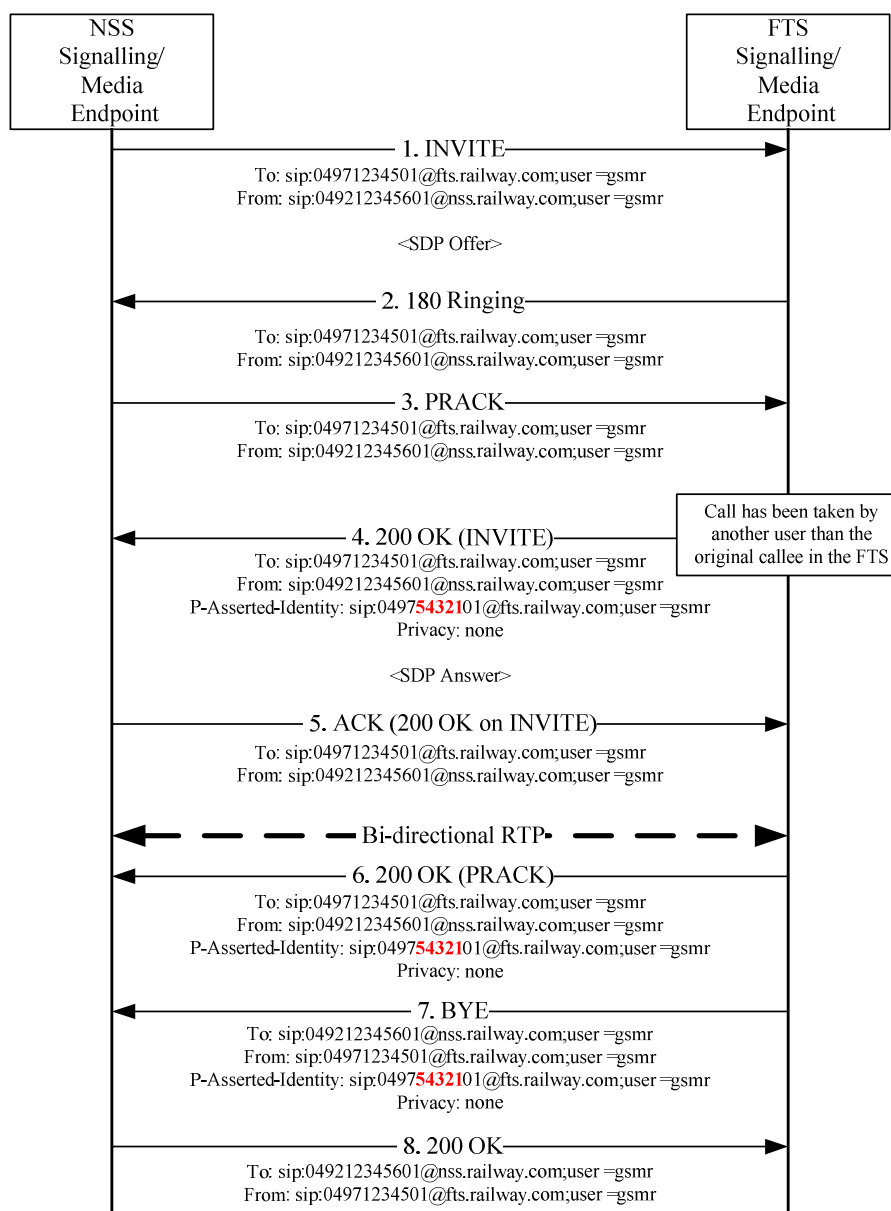 NSS
Signalling/
Media
Endpoint
FTS
Signalling/
Media
Endpoint
1. INVITE
To: sip:04971234501@fts.railway.com;user=gsmr
From: sip:049212345601@nss.railway.com;user=gsmr
<SDP Offer>
2. 180 Ringing
To: sip:04971234501@fts.railway.com;user=gsmr
From: sip:049212345601@nss.railway.com;user=gsmr
3. PRACK
To: sip:04971234501@fts.railway.com;user=gsmr
From: sip:049212345601@nss.railway.com;user=gsmr
Call has been taken by
another user than the
original callee in the FTS
4. 200 OK (INVITE)
To: sip:04971234501@fts.railway.com;user=gsmr
From: sip:049212345601@nss.railway.com;user=gsmr
P-Asserted-Identity: sip:04975432101@fts.railway.com;user=gsmr
Privacy: none
<SDP Answer>
5. ACK (200 OK on INVITE)
To: sip:04971234501@fts.railway.com;user=gsmr
From: sip:049212345601@nss.railway.com;user=gsmr
Bi-directional RTP
6. 200 OK (PRACK)
To: sip:04971234501@fts.railway.com;user=gsmr
From: sip:049212345601@nss.railway.com;user=gsmr
P-Asserted-Identity: sip:04975432101@fts.railway.com;user=gsmr
Privacy: none
7. BYE
To: sip:049212345601@nss.railway.com;user=gsmr
From: sip:04971234501@fts.railway.com;user=gsmr
P-Asserted-Identity: sip:04975432101@fts.railway.com;user=gsmr
Privacy: none
8. 200 OK
To: sip:049212345601@nss.railway.com;user=gsmr
From: sip:04971234501@fts.railway.com;user=gsmr